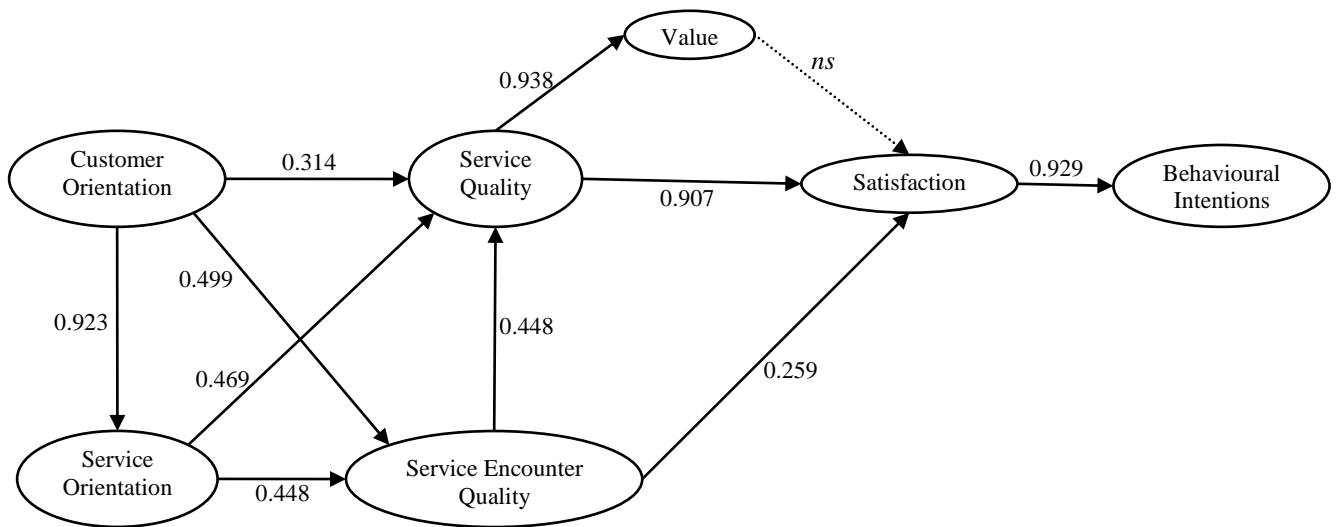 Value
ns
0.938
Customer
Orientation
0.314
Service
Quality
0.907
Satisfaction
0.929
Behavioural
Intentions
0.499
0.923
0.448
0.469
0.259
Service
Orientation
0.448
Service Encounter
Quality